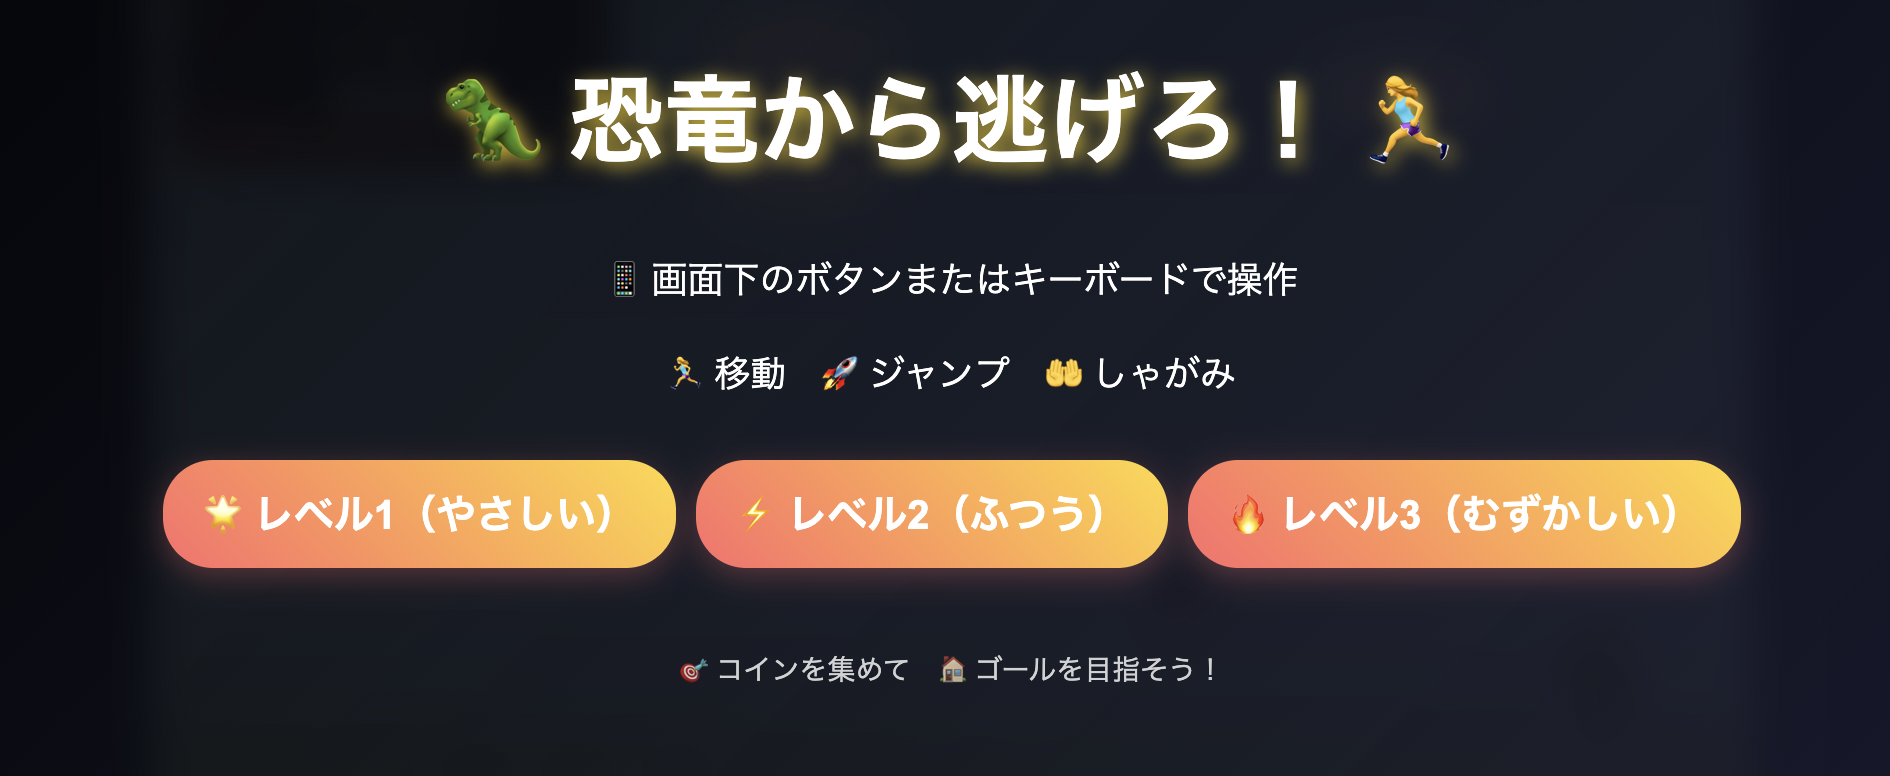 🦖 恐竜から逃げろ！ 🏃‍♀️
📱 画面下のボタンまたはキーボードで操作
🏃‍♀️ 移動　🚀 ジャンプ　🤲 しゃがみ
🌟 レベル1（やさしい）
⚡ レベル2（ふつう）
🔥 レベル3（むずかしい）
🎯 コインを集めて　🏠 ゴールを目指そう！